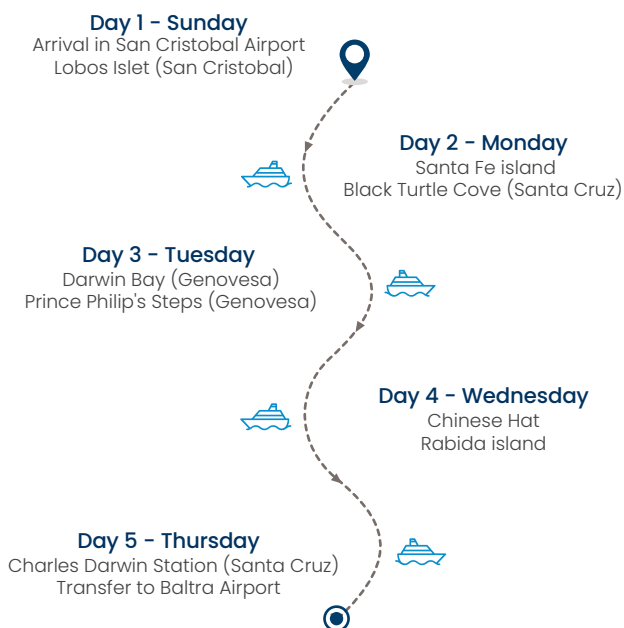 Day 1 - Sunday
Arrival in San Cristobal Airport
Lobos Islet (San Cristobal)
Day 2 - Monday
Santa Fe island
Black Turtle Cove (Santa Cruz)
Day 3 - Tuesday
Darwin Bay (Genovesa)
Prince Philip's Steps (Genovesa)
Day 4 - Wednesday
Chinese Hat
Rabida island
Day 5 - Thursday
Charles Darwin Station (Santa Cruz)
Transfer to Baltra Airport